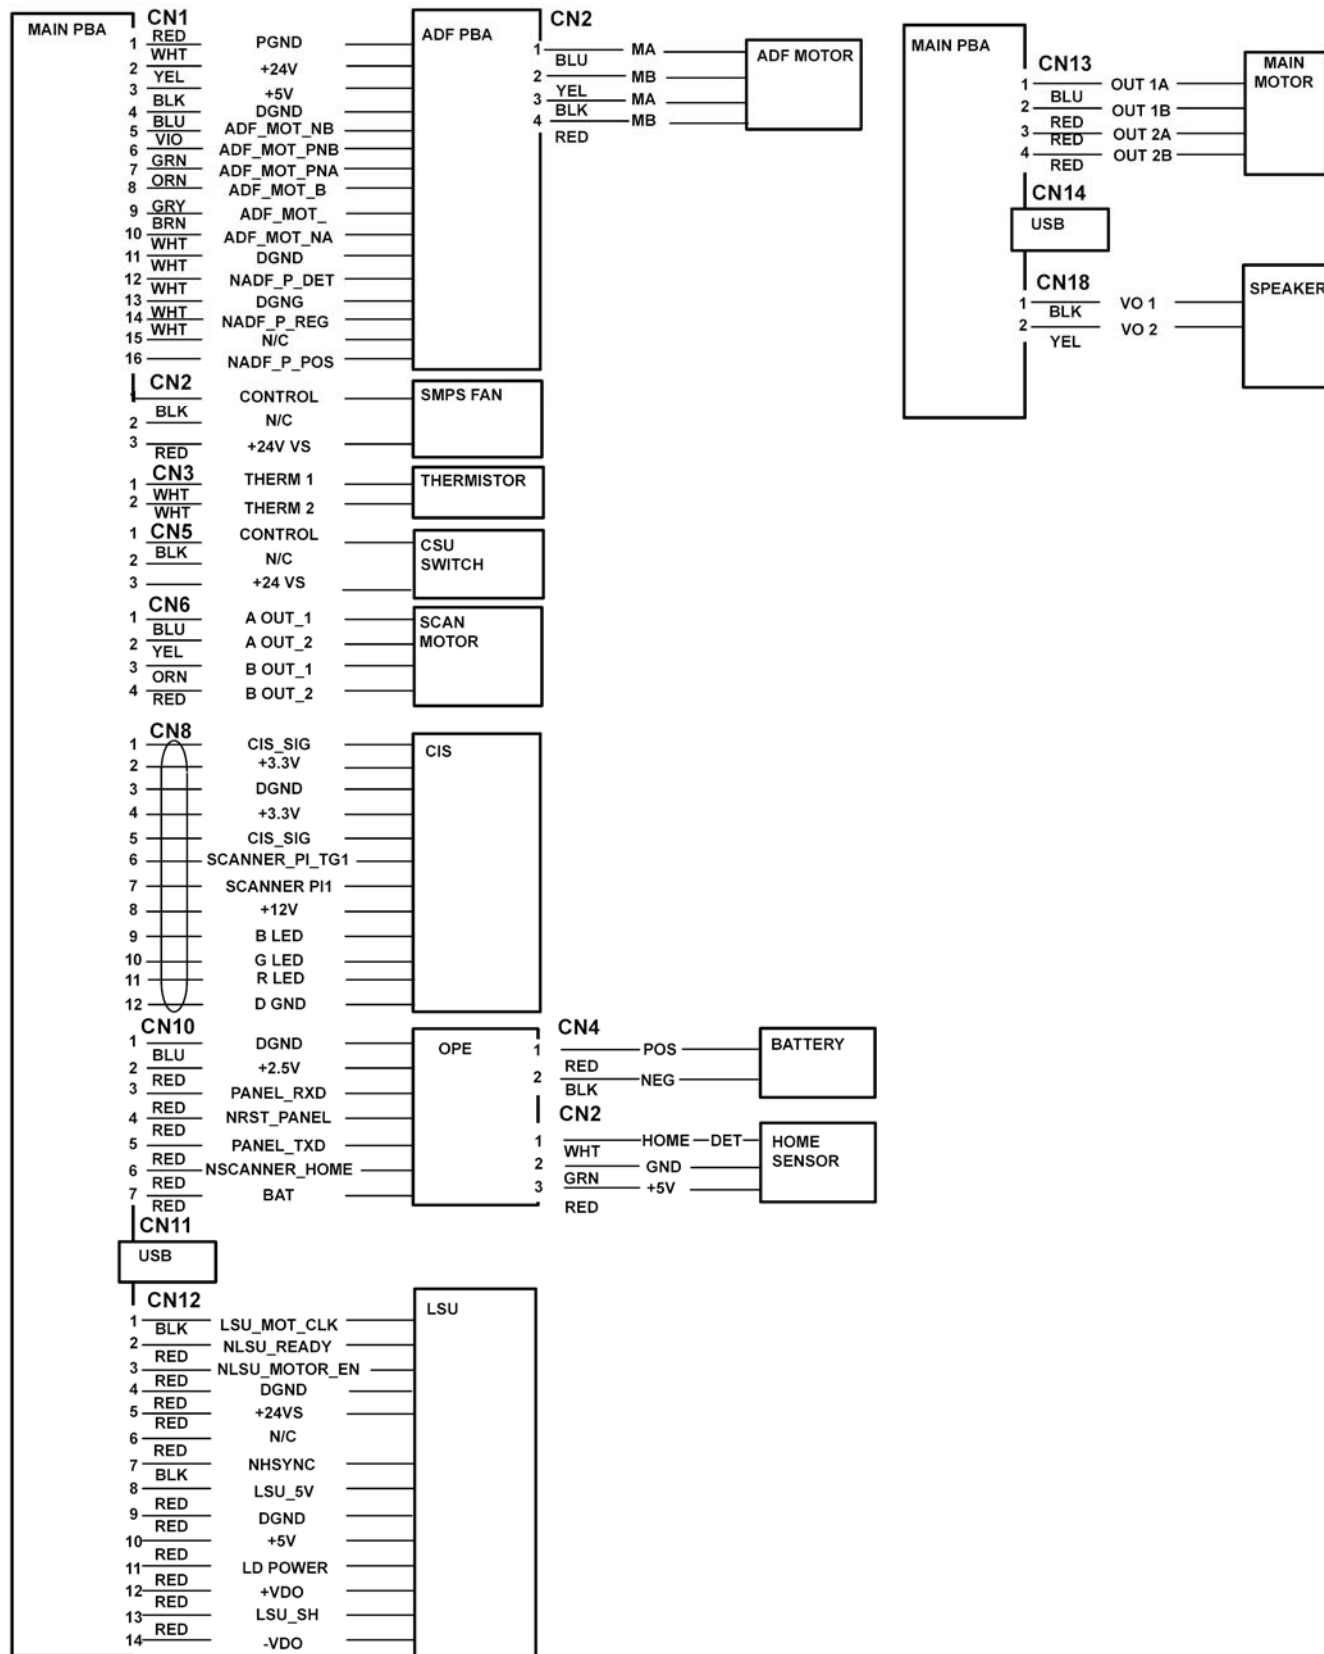 MAIN PBA
CN1
RED
1 PGND
WHT
2 +24V
YEL
3 +5V
BLK
4 DGND
BLU
5 ADF_MOT_NB
VIO
6 ADF_MOT_PNB
GRN
7 ADF_MOT_PNA
ORN
8 ADF_MOT_B
GRY
9 ADF_MOT_
BRN
10 ADF_MOT_NA
WHT
11 DGND
WHT
12 NADF_P_DET
WHT
13 DGNG
WHT
14 NADF_P_REG
WHT
15 N/C
16 NADF_P_POS
ADF PBA
CN2
1 MA
BLU
2 MB
YEL
3 MA
BLK
4 MB
RED
ADF MOTOR
CN2
1 CONTROL
BLK
2 N/C
3 +24V VS
RED
SMPS FAN
CN3
1 THERM 1
WHT
2 THERM 2
WHT
THERMISTOR
CN5
1 CONTROL
BLK
2 N/C
3 +24 VS
CSU
SWITCH
CN6
1 A OUT_1
BLU
2 A OUT_2
YEL
3 B OUT_1
ORN
4 B OUT_2
RED
SCAN
MOTOR
CN8
1 CIS_SIG
2 +3.3V
3 DGND
4 +3.3V
5 CIS_SIG
6 SCANNER_PI_TG1
7 SCANNER PI1
8 +12V
9 B LED
10 G LED
11 R LED
12 D GND
CIS
CN10
1 DGND
BLU
2 +2.5V
RED
3 PANEL_RXD
RED
4 NRST_PANEL
RED
5 PANEL_TXD
RED
6 NSCANNER_HOME
RED
7 BAT
RED
OPE
CN4
1 POS
RED
2 NEG
BLK
BATTERY
CN2
1 HOME DET
WHT
2 GND
GRN
3 +5V
RED
HOME
SENSOR
CN11
USB
CN12
1 LSU_MOT_CLK
BLK
2 NLSU_READY
RED
3 NLSU_MOTOR_EN
RED
4 DGND
RED
5 +24VS
RED
6 N/C
RED
7 NHSYNC
BLK
8 LSU_5V
RED
9 DGND
RED
10 +5V
RED
11 LD POWER
RED
12 +VDO
RED
13 LSU_SH
RED
14 -VDO
LSU
MAIN PBA
CN13
1 OUT 1A
BLU
2 OUT 1B
RED
3 OUT 2A
RED
4 OUT 2B
RED
MAIN
MOTOR
CN14
USB
CN18
1 VO 1
BLK
2 VO 2
YEL
SPEAKER